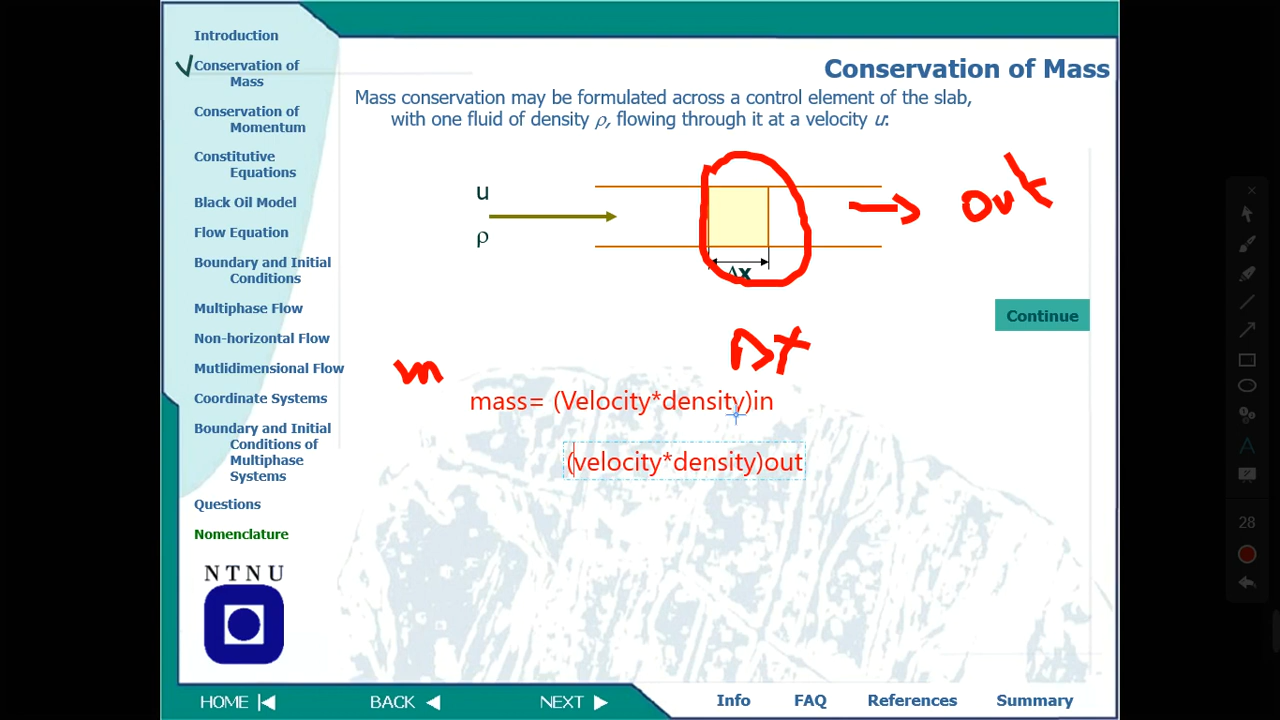 Introduction
Conservation of
Mass
Conservation of
Momentum
Constitutive
Equations
Black Oil Model
Flow Equation
Boundary and Initial
Conditions
Multiphase Flow
Non-horizontal Flow
Mutlidimensional Flow
Coordinate Systems
Boundary and Initial
Conditions of
Multiphase
Systems
Questions
Nomenclature
NTNU
Conservation of Mass
Mass conservation may be formulated across a control element of the slab,
with one fluid of density ρ, flowing through it at a velocity u:
u
ρ
Δx
out
Continue
Δx
m
mass= (Velocity*density)in
(velocity*density)out
28
HOME
BACK
NEXT
Info
FAQ
References
Summary